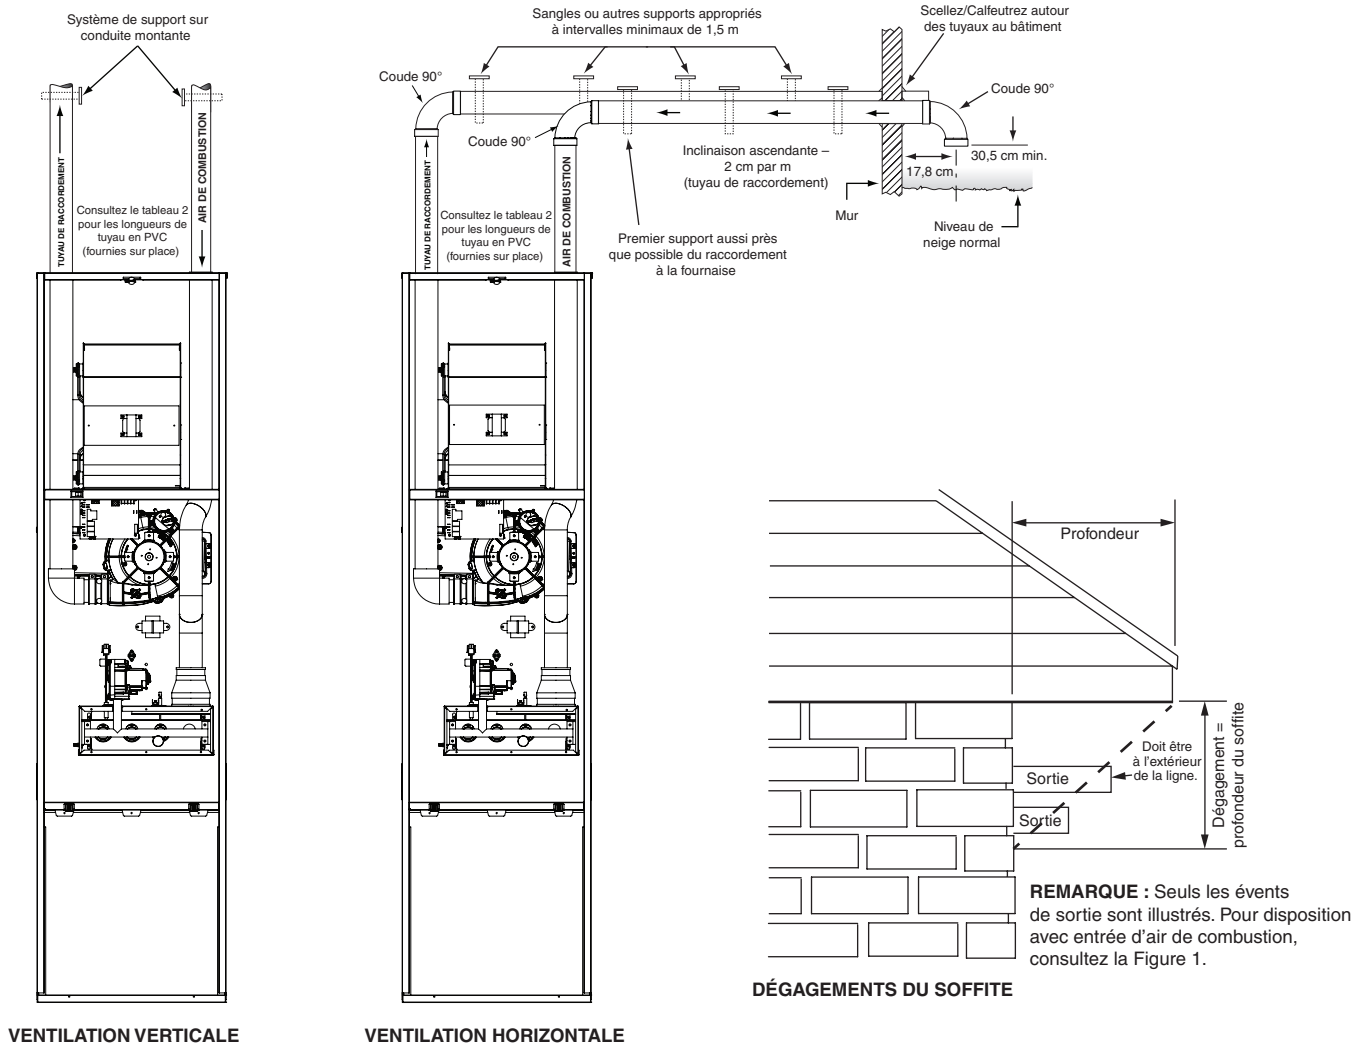 Système de support sur
conduite montante
TUYAU DE RACCORDEMENT
AIR DE COMBUSTION
Consultez le tableau 2
pour les longueurs de
tuyau en PVC
(fournies sur place)
VENTILATION VERTICALE
Sangles ou autres supports appropriés
à intervalles minimaux de 1,5 m
Scellez/Calfeutrez autour
des tuyaux au bâtiment
Coude 90°
Coude 90°
Coude 90°
30,5 cm min.
17,8 cm
Inclinaison ascendante –
2 cm par m
(tuyau de raccordement)
Mur
Niveau de
neige normal
TUYAU DE RACCORDEMENT
Consultez le tableau 2
pour les longueurs de
tuyau en PVC
(fournies sur place)
AIR DE COMBUSTION
Premier support aussi près
que possible du raccordement
à la fournaise
VENTILATION HORIZONTALE
Profondeur
Doit être
à l'extérieur
de la ligne.
Sortie
Sortie
Dégagement =
profondeur du soffite
REMARQUE : Seuls les évents
de sortie sont illustrés. Pour disposition
avec entrée d'air de combustion,
consultez la Figure 1.
DÉGAGEMENTS DU SOFFITE